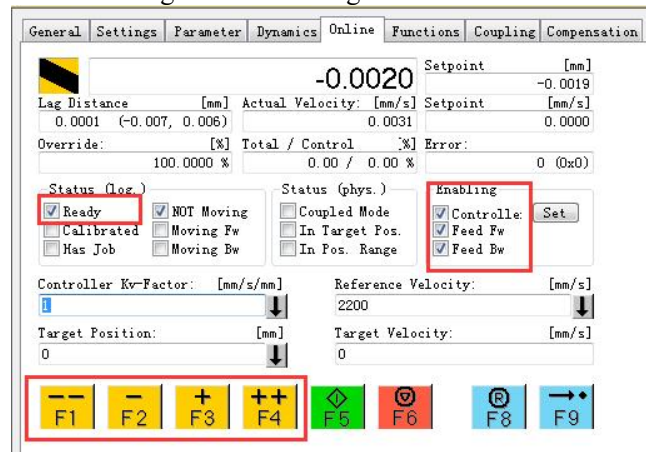 General Settings Parameter Dynamics Online Functions Coupling Compensation
Setpoint [mm]
-0.0020 -0.0019
Lag Distance [mm] Actual Velocity: [mm/s] Setpoint [mm/s]
0.0001 (-0.007, 0.006) 0.0031 0.0000
Override: [%] Total / Control [%] Error:
100.0000 % 0.00 / 0.00 % 0 (0x0)
Status (log.) Status (phys.) Enabling
Ready NOT Moving Coupled Mode Controlle: Set
Calibrated Moving Fw In Target Pos. Feed Fw
Has Job Moving Bw In Pos. Range Feed Bw
Controller Kv-Factor: [mm/s/mm] Reference Velocity: [mm/s]
1 2200
Target Position: [mm] Target Velocity: [mm/s]
0 0
-- - + ++ R
F1 F2 F3 F4 F5 F6 F8 F9